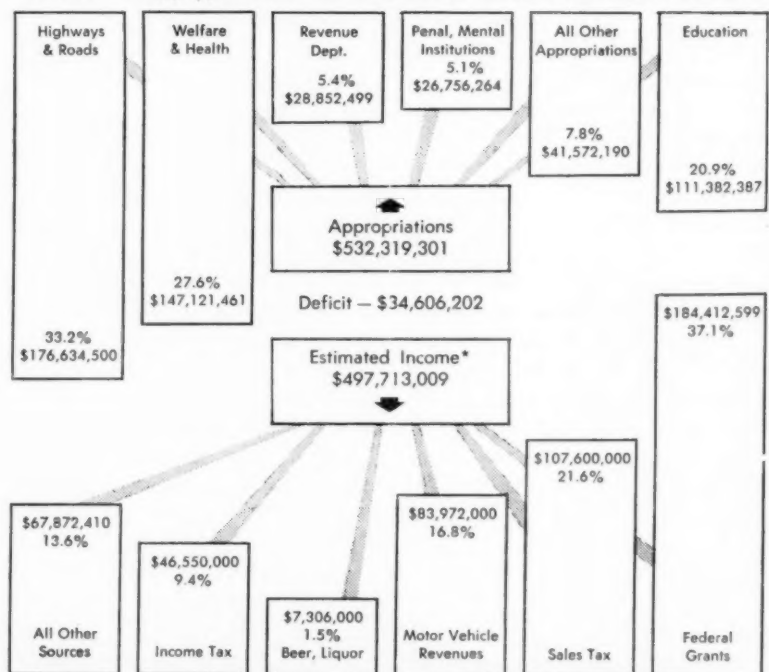 Highways
& Roads
33.2%
$176,634,500
Welfare
& Health
27.6%
$147,121,461
Revenue
Dept.
5.4%
$28,852,499
Penal, Mental
Institutions
5.1%
$26,756,264
All Other
Appropriations
7.8%
$41,572,190
Education
20.9%
$111,382,387
Appropriations
$532,319,301
Deficit — $34,606,202
Estimated Income*
$497,713,009
$67,872,410
13.6%
All Other
Sources
$46,550,000
9.4%
Income Tax
$7,306,000
1.5%
Beer, Liquor
$83,972,000
16.8%
Motor Vehicle
Revenues
$107,600,000
21.6%
Sales Tax
$184,412,599
37.1%
Federal
Grants